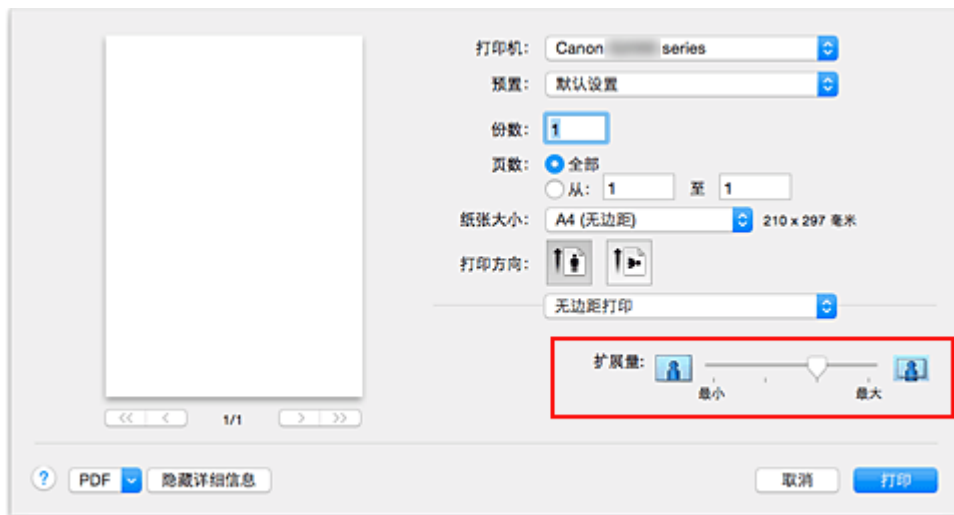 打印机: Canon series
预置: 默认设置
份数: 1
页数: 全部
从: 1 至 1
纸张大小: A4 (无边距) 210 x 297 毫米
打印方向:
无边距打印
扩展量:
最小 最大
<< < 1/1 > >>
? PDF 隐藏详细信息 取消 打印